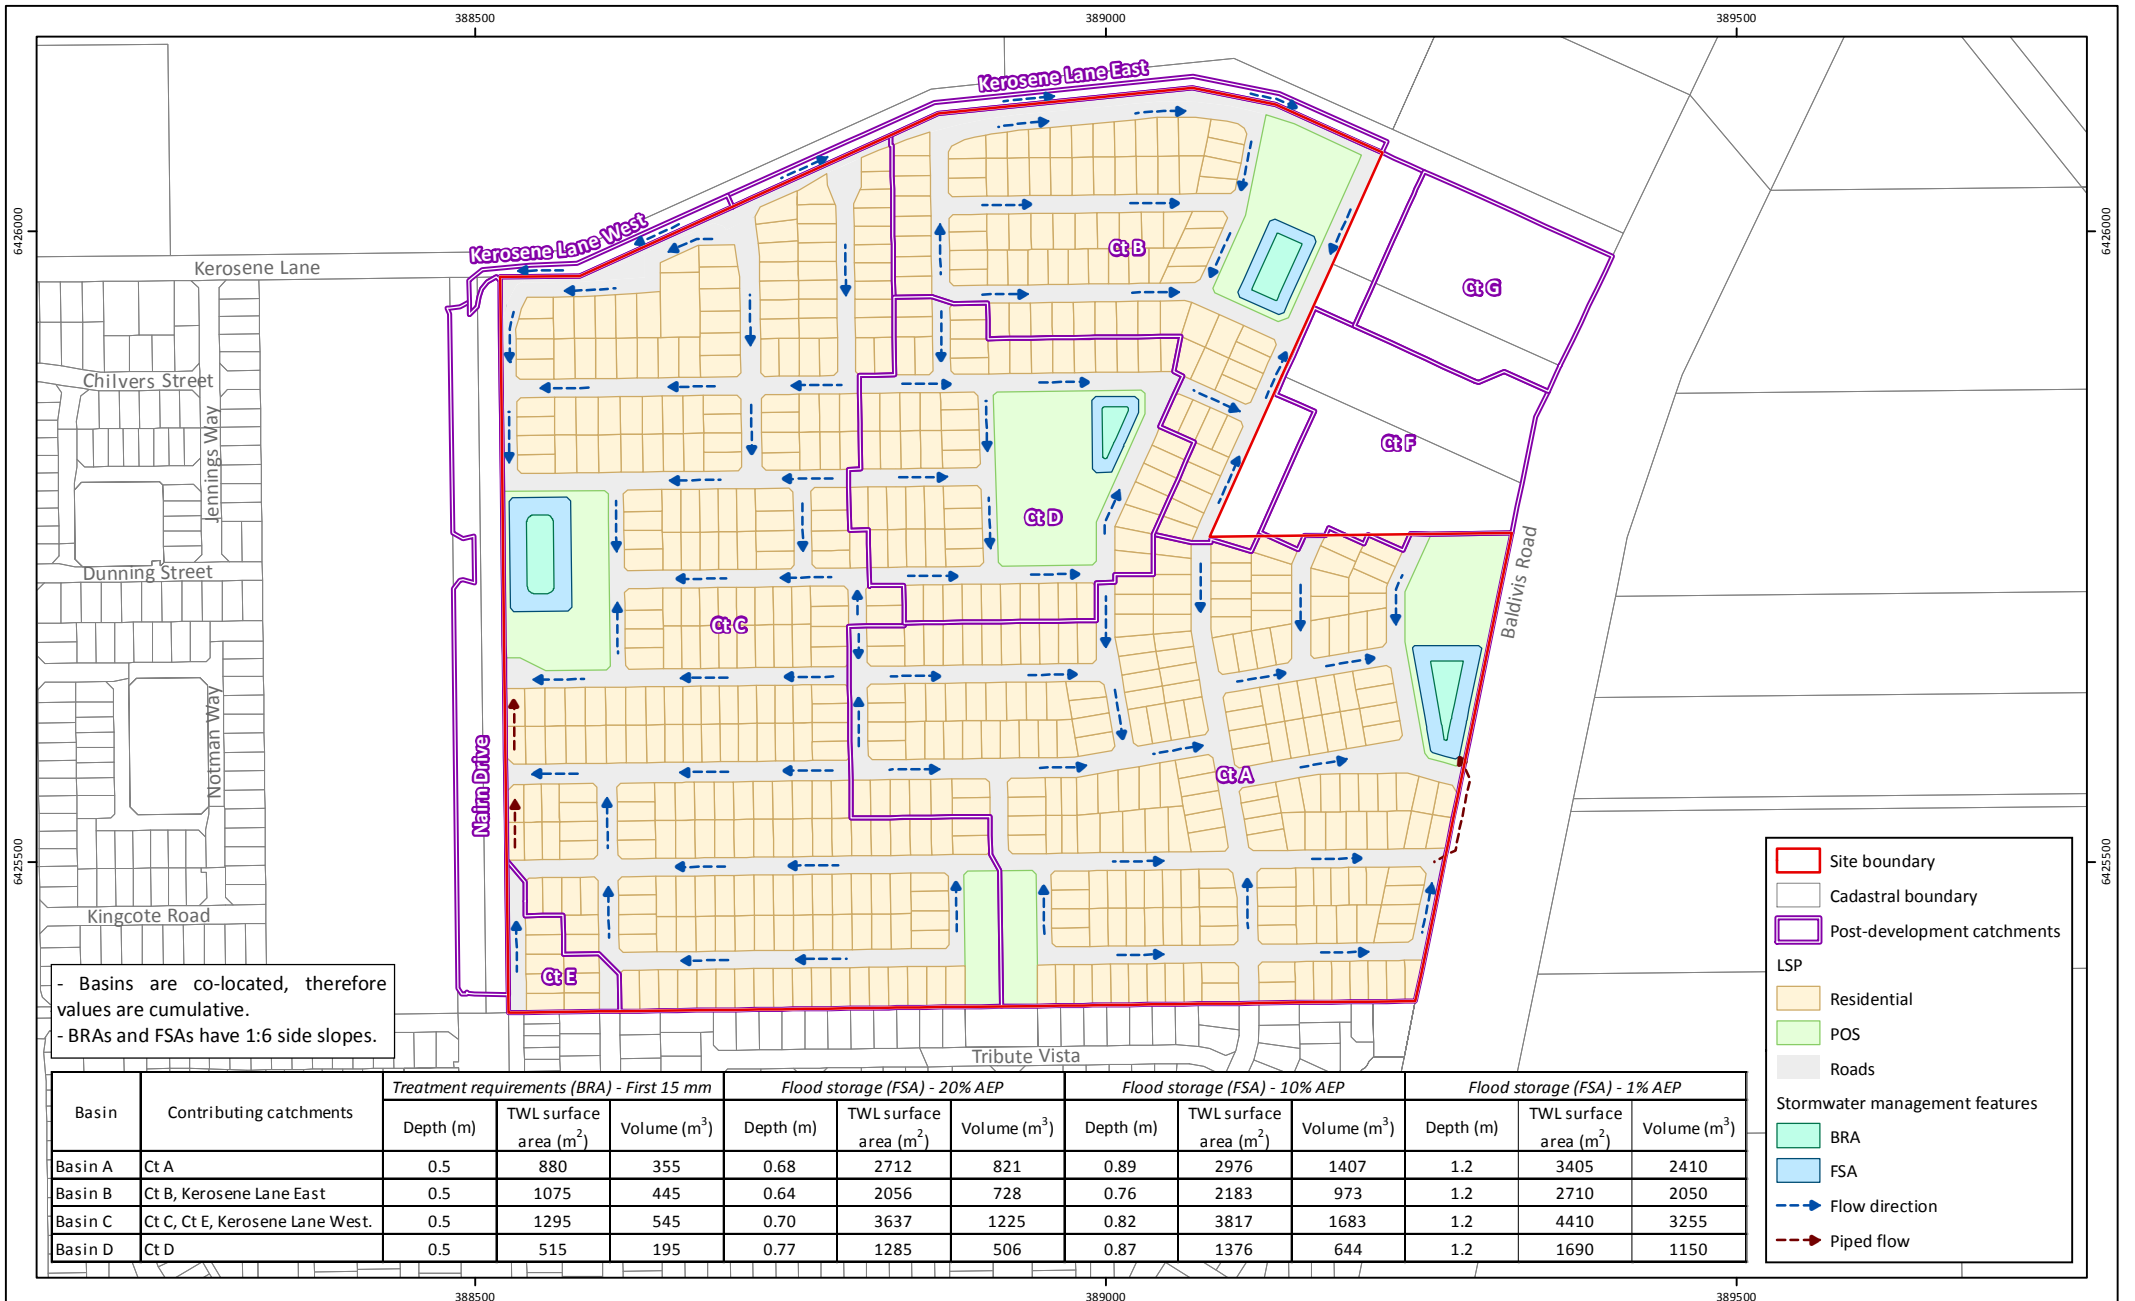 388500
389000
389500
Kerosene Lane East
6426000
6426000
Kerosene Lane West
Kerosene Lane
Ct B
Ct G
Chilvers Street
Jennings Way
Ct F
Ct D
Dunning Street
Baldivis Road
Ct C
Notman Way
Nairn Drive
Ct A
6425500
6425500
Kingcote Road
Ct E
Tribute Vista
- Basins are co-located, therefore
values are cumulative.
- BRAs and FSAs have 1:6 side slopes.
Site boundary
Cadastral boundary
Post-development catchments
LSP
Residential
POS
Roads
Stormwater management features
BRA
FSA
Flow direction
Piped flow
Basin Contributing catchments Treatment requirements (BRA) - First 15 mm Flood storage (FSA) - 20% AEP Flood storage (FSA) - 10% AEP Flood storage (FSA) - 1% AEP
Depth (m) TWL surface area (m²) Volume (m³) Depth (m) TWL surface area (m²) Volume (m³) Depth (m) TWL surface area (m²) Volume (m³) Depth (m) TWL surface area (m²) Volume (m³)
Basin A Ct A 0.5 880 355 0.68 2712 821 0.89 2976 1407 1.2 3405 2410
Basin B Ct B, Kerosene Lane East 0.5 1075 445 0.64 2056 728 0.76 2183 973 1.2 2710 2050
Basin C Ct C, Ct E, Kerosene Lane West. 0.5 1295 545 0.70 3637 1225 0.82 3817 1683 1.2 4410 3255
Basin D Ct D 0.5 515 195 0.77 1285 506 0.87 1376 644 1.2 1690 1150
388500
389000
389500